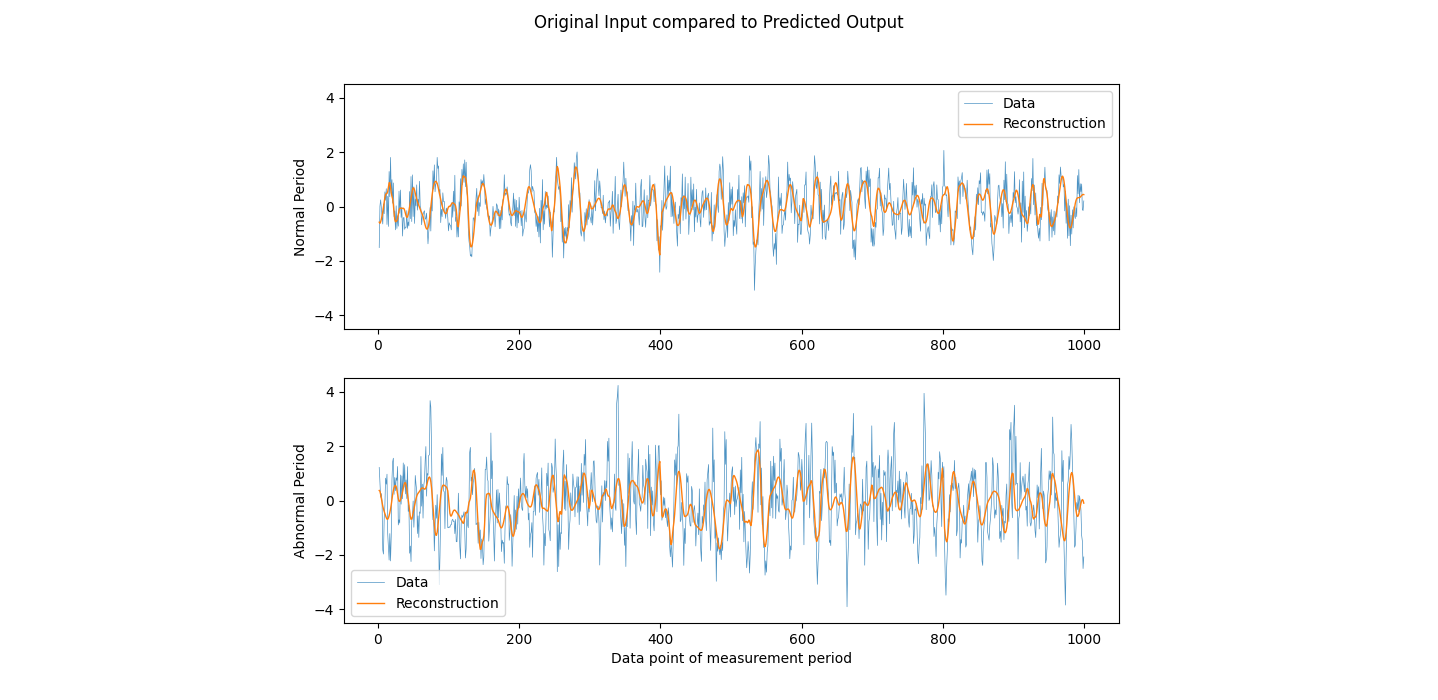 Original Input compared to Predicted Output
4
2
0
−2
−4
Normal Period
Data
Reconstruction
0 200 400 600 800 1000
4
2
0
−2
−4
Abnormal Period
Data
Reconstruction
0 200 400 600 800 1000
Data point of measurement period